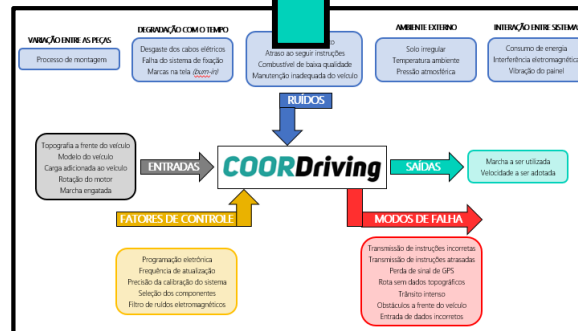 VARIAÇÃO ENTRE AS PEÇAS
Processo de montagem
DEGRADAÇÃO COM O TEMPO
Desgaste dos cabos elétricos
Falha do sistema de fixação
Marcas na tela (burn-in)
Atraso ao seguir instruções
Combustível de baixa qualidade
Manutenção inadequada do veículo
AMBIENTE EXTERNO
Solo irregular
Temperatura ambiente
Pressão atmosférica
INTERAÇÃO ENTRE SISTEMAS
Consumo de energia
Interferência eletromagnética
Vibração do painel
RUÍDOS
Topografia a frente do veículo
Modelo do veículo
Carga adicionada ao veículo
Rotação do motor
Marcha engatada
ENTRADAS
COORDriving
SAÍDAS
Marcha a ser utilizada
Velocidade a ser adotada
FATORES DE CONTROLE
Programação eletrônica
Frequência de atualização
Precisão da calibração do sistema
Seleção dos componentes
Filtro de ruídos eletromagnéticos
MODOS DE FALHA
Transmissão de instruções incorretas
Transmissão de instruções atrasadas
Perda de sinal de GPS
Rota sem dados topográficos
Trânsito intenso
Obstáculos a frente do veículo
Entrada de dados incorretos